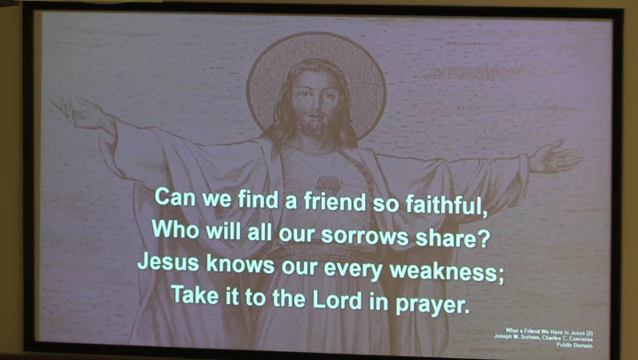 Can we find a friend so faithful,
Who will all our sorrows share?
Jesus knows our every weakness;
Take it to the Lord in prayer.
What a Friend We Have in Jesus (2)
Joseph M. Scriven, Charles C. Converse
Public Domain